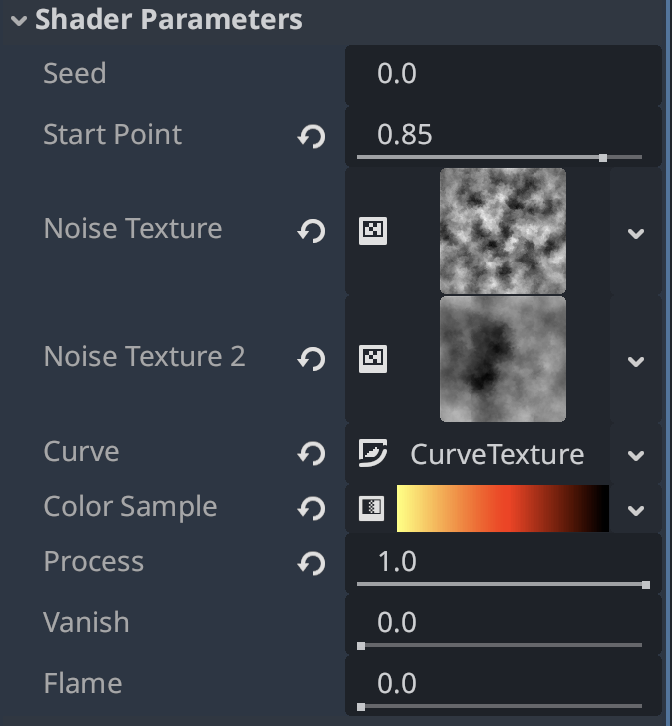 Shader Parameters
Seed 0.0
Start Point 0.85
Noise Texture
Noise Texture 2
Curve CurveTexture
Color Sample
Process 1.0
Vanish 0.0
Flame 0.0